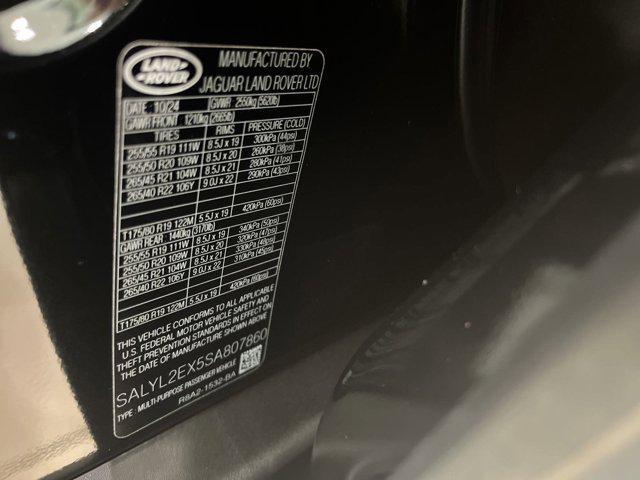 LAND ROVER
MANUFACTURED BY
JAGUAR LAND ROVER LTD
DATE: 10/24 GVWR 2550kg (5620lb)
GAWR FRONT 1210kg (2665lb)
TIRES RIMS PRESSURE (COLD)
255/55 R19 111W 8.5J x 19 300kPa (44psi)
255/50 R20 109W 8.5J x 20 260kPa (38psi)
265/45 R21 104W 8.5J x 21 280kPa (41psi)
265/40 R22 106Y 9.0J x 22 290kPa (43psi)
T175/80 R19 122M 5.5J x 19 420kPa (60psi)
GAWR REAR 1440kg (3170lb)
255/55 R19 111W 8.5J x 19 340kPa (50psi)
255/50 R20 109W 8.5J x 20 320kPa (47psi)
265/45 R21 104W 8.5J x 21 330kPa (48psi)
265/40 R22 106Y 9.0J x 22 310kPa (45psi)
T175/80 R19 122M 5.5J x 19 420kPa (60psi)
THIS VEHICLE CONFORMS TO ALL APPLICABLE
U.S. FEDERAL MOTOR VEHICLE SAFETY AND
THEFT PREVENTION STANDARDS IN EFFECT ON
THE DATE OF MANUFACTURE SHOWN ABOVE
SALYL2EX5SA807860
TYPE : MULTI-PURPOSE PASSENGER VEHICLE
R8A2-1532-BA